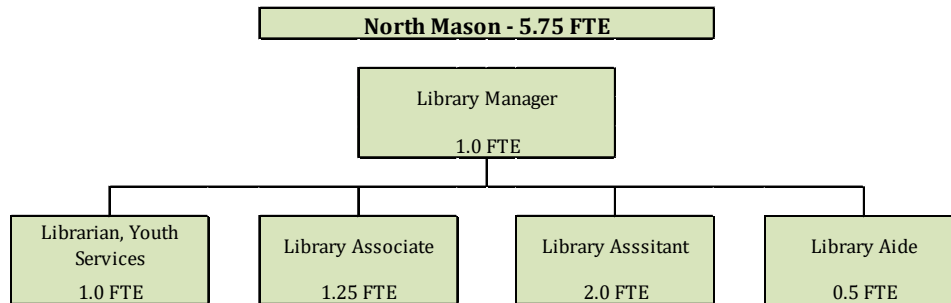 North Mason - 5.75 FTE
Library Manager
1.0 FTE
Librarian, Youth
Services
1.0 FTE
Library Associate
1.25 FTE
Library Asssitant
2.0 FTE
Library Aide
0.5 FTE